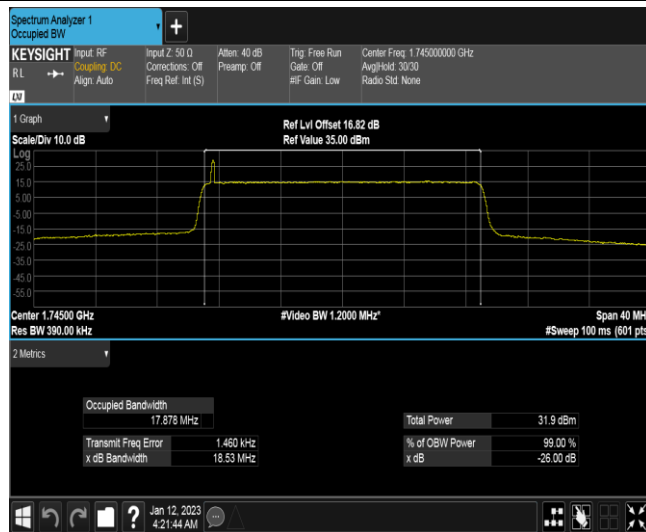 Spectrum Analyzer 1
Occupied BW
KEYSIGHT
RL
Input: RF
Coupling: DC
Align: Auto
Input Z: 50 Ω
Corrections: Off
Freq Ref: Int (S)
Atten: 40 dB
Preamp: Off
Trig: Free Run
Gate: Off
#IF Gain: Low
Center Freq: 1.745000000 GHz
Avg|Hold: 30/30
Radio Std: None
1 Graph
Scale/Div 10.0 dB
Ref Lvl Offset 16.82 dB
Ref Value 35.00 dBm
Log
25.0
15.0
5.00
-5.00
-15.0
-25.0
-35.0
-45.0
-55.0
Center 1.74500 GHz
Res BW 390.00 kHz
#Video BW 1.2000 MHz*
Span 40 MH
#Sweep 100 ms (601 pts
2 Metrics
Occupied Bandwidth
17.878 MHz
Transmit Freq Error 1.460 kHz
x dB Bandwidth 18.53 MHz
Total Power 31.9 dBm
% of OBW Power 99.00 %
x dB -26.00 dB
?
Jan 12, 2023
4:21:44 AM